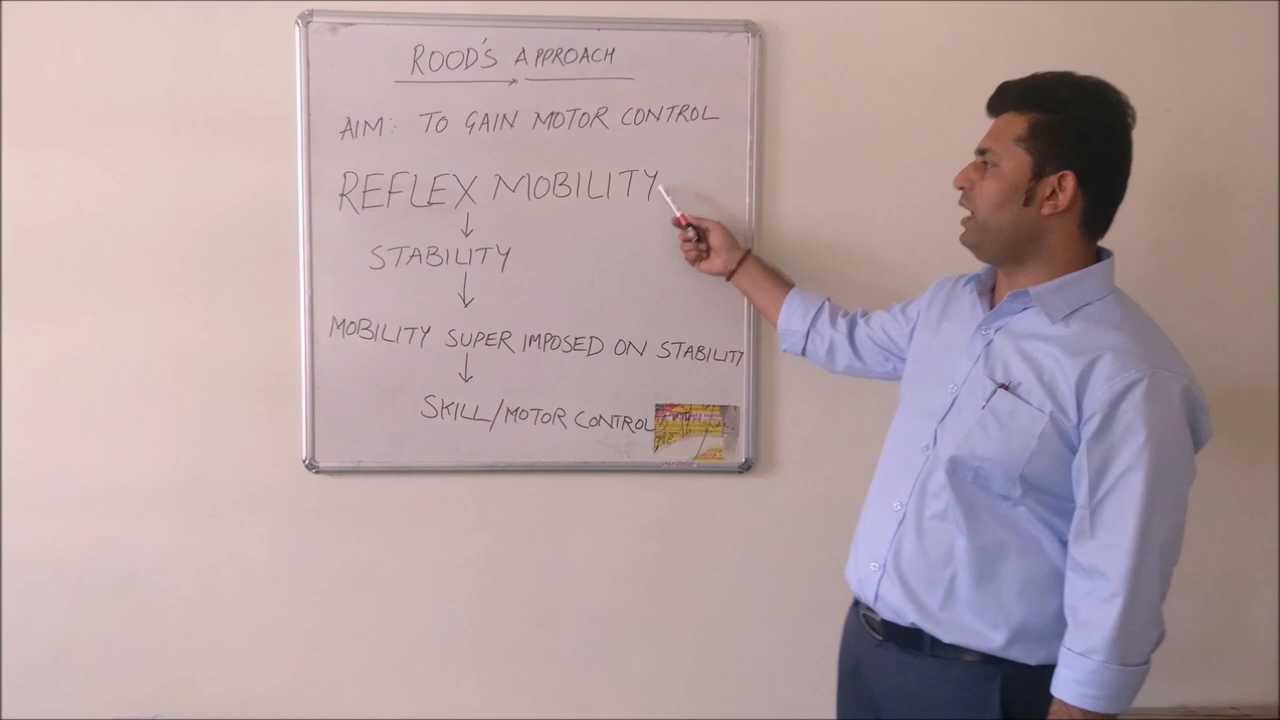 ROOD'S APPROACH
AIM: TO GAIN MOTOR CONTROL
REFLEX MOBILITY
STABILITY
MOBILITY SUPER IMPOSED ON STABILITY
SKILL/MOTOR CONTROL